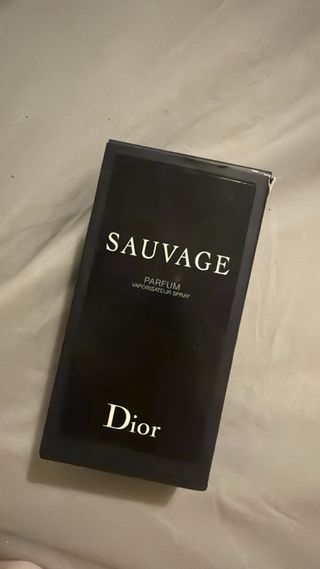 SAUVAGE
PARFUM
VAPORISATEUR SPRAY
Dior